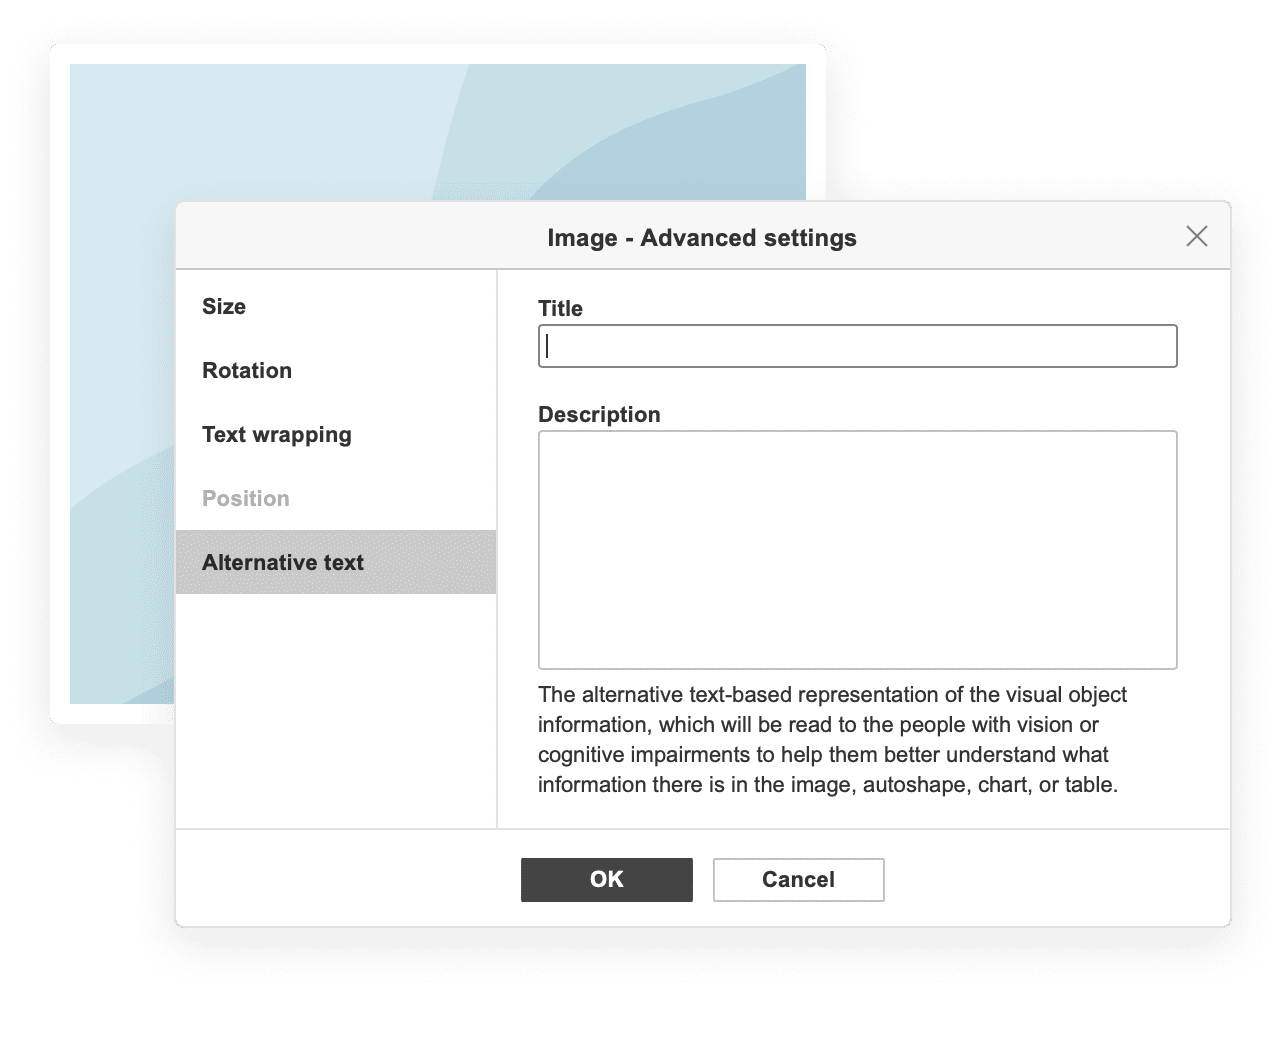 Image - Advanced settings
Size
Rotation
Text wrapping
Position
Alternative text
Title
Description
The alternative text-based representation of the visual object
information, which will be read to the people with vision or
cognitive impairments to help them better understand what
information there is in the image, autoshape, chart, or table.
OK
Cancel